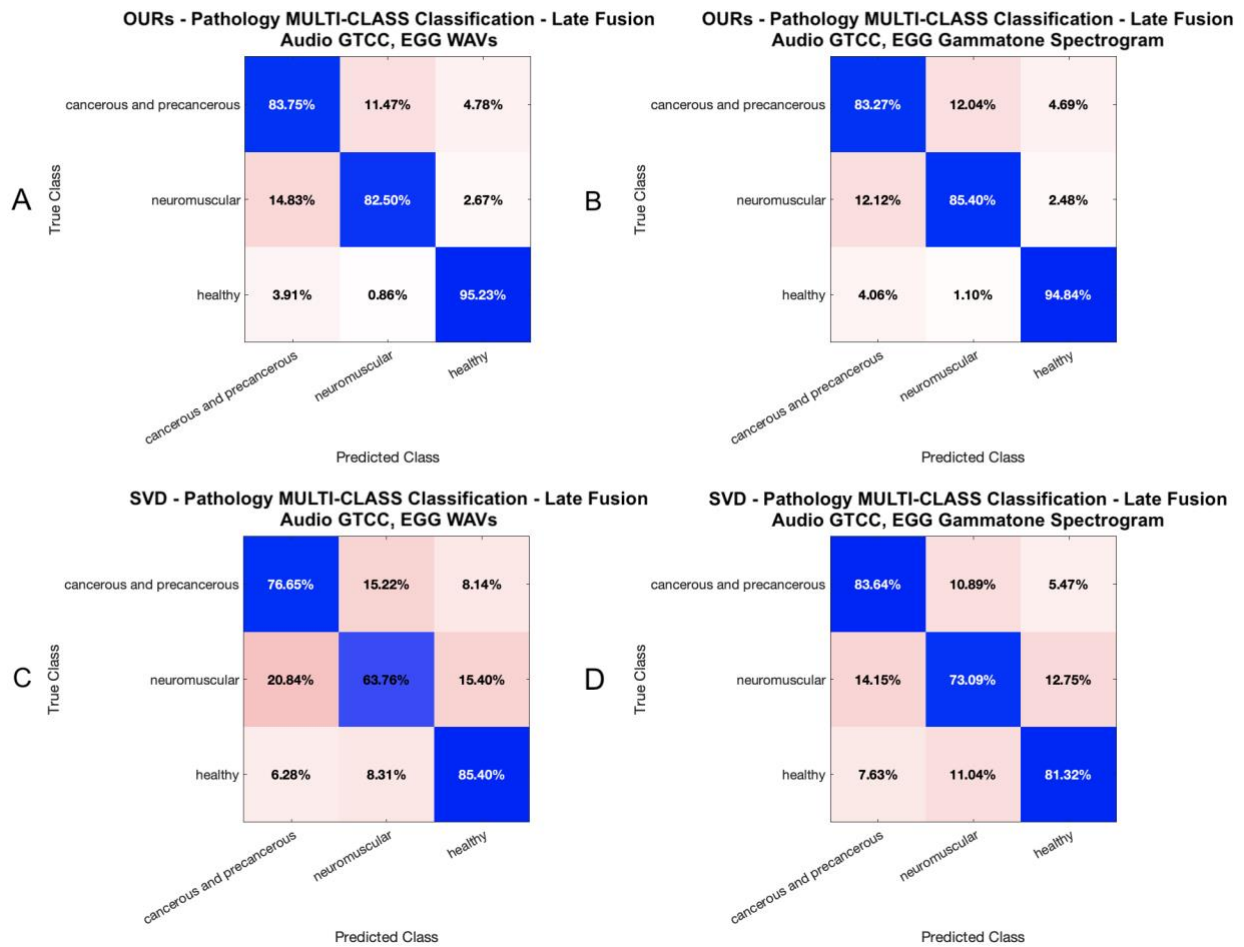 OURs - Pathology MULTI-CLASS Classification - Late Fusion
Audio GTCC, EGG WAVs
A
True Class
cancerous and precancerous
83.75% 11.47% 4.78%
neuromuscular
14.83% 82.50% 2.67%
healthy
3.91% 0.86% 95.23%
cancerous and precancerous
neuromuscular
healthy
Predicted Class
OURs - Pathology MULTI-CLASS Classification - Late Fusion
Audio GTCC, EGG Gammatone Spectrogram
B
True Class
cancerous and precancerous
83.27% 12.04% 4.69%
neuromuscular
12.12% 85.40% 2.48%
healthy
4.06% 1.10% 94.84%
cancerous and precancerous
neuromuscular
healthy
Predicted Class
SVD - Pathology MULTI-CLASS Classification - Late Fusion
Audio GTCC, EGG WAVs
C
True Class
cancerous and precancerous
76.65% 15.22% 8.14%
neuromuscular
20.84% 63.76% 15.40%
healthy
6.28% 8.31% 85.40%
cancerous and precancerous
neuromuscular
healthy
Predicted Class
SVD - Pathology MULTI-CLASS Classification - Late Fusion
Audio GTCC, EGG Gammatone Spectrogram
D
True Class
cancerous and precancerous
83.64% 10.89% 5.47%
neuromuscular
14.15% 73.09% 12.75%
healthy
7.63% 11.04% 81.32%
cancerous and precancerous
neuromuscular
healthy
Predicted Class